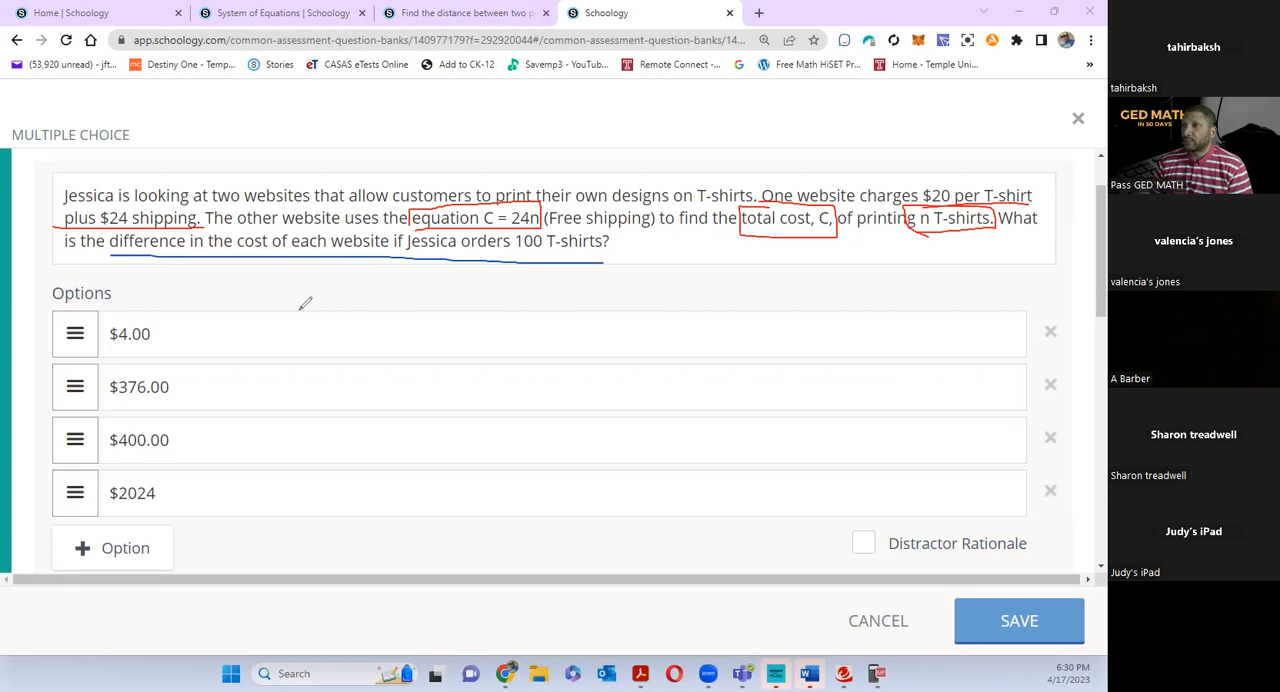 Home | Schoology
System of Equations | Schoology
Find the distance between two p
Schoology
app.schoology.com/common-assessment-question-banks/140977179?f=292920044#/common-assessment-question-banks/14...
(53,920 unread) - jft...
Destiny One - Temp...
Stories
CASAS eTests Online
Add to CK-12
Savemp3 - YouTub...
Remote Connect -...
Free Math HiSET Pr...
Home - Temple Uni...
»
MULTIPLE CHOICE
Jessica is looking at two websites that allow customers to print their own designs on T-shirts. One website charges $20 per T-shirt
plus $24 shipping. The other website uses the equation C = 24n (Free shipping) to find the total cost, C, of printing n T-shirts. What
is the difference in the cost of each website if Jessica orders 100 T-shirts?
Options
$4.00
$376.00
$400.00
$2024
+ Option
Distractor Rationale
CANCEL
SAVE
Search
6:30 PM
4/17/2023
tahirbaksh
tahirbaksh
GED MATH
IN 30 DAYS
Pass GED MATH
valencia's jones
valencia's jones
A Barber
Sharon treadwell
Sharon treadwell
Judy's iPad
Judy's iPad